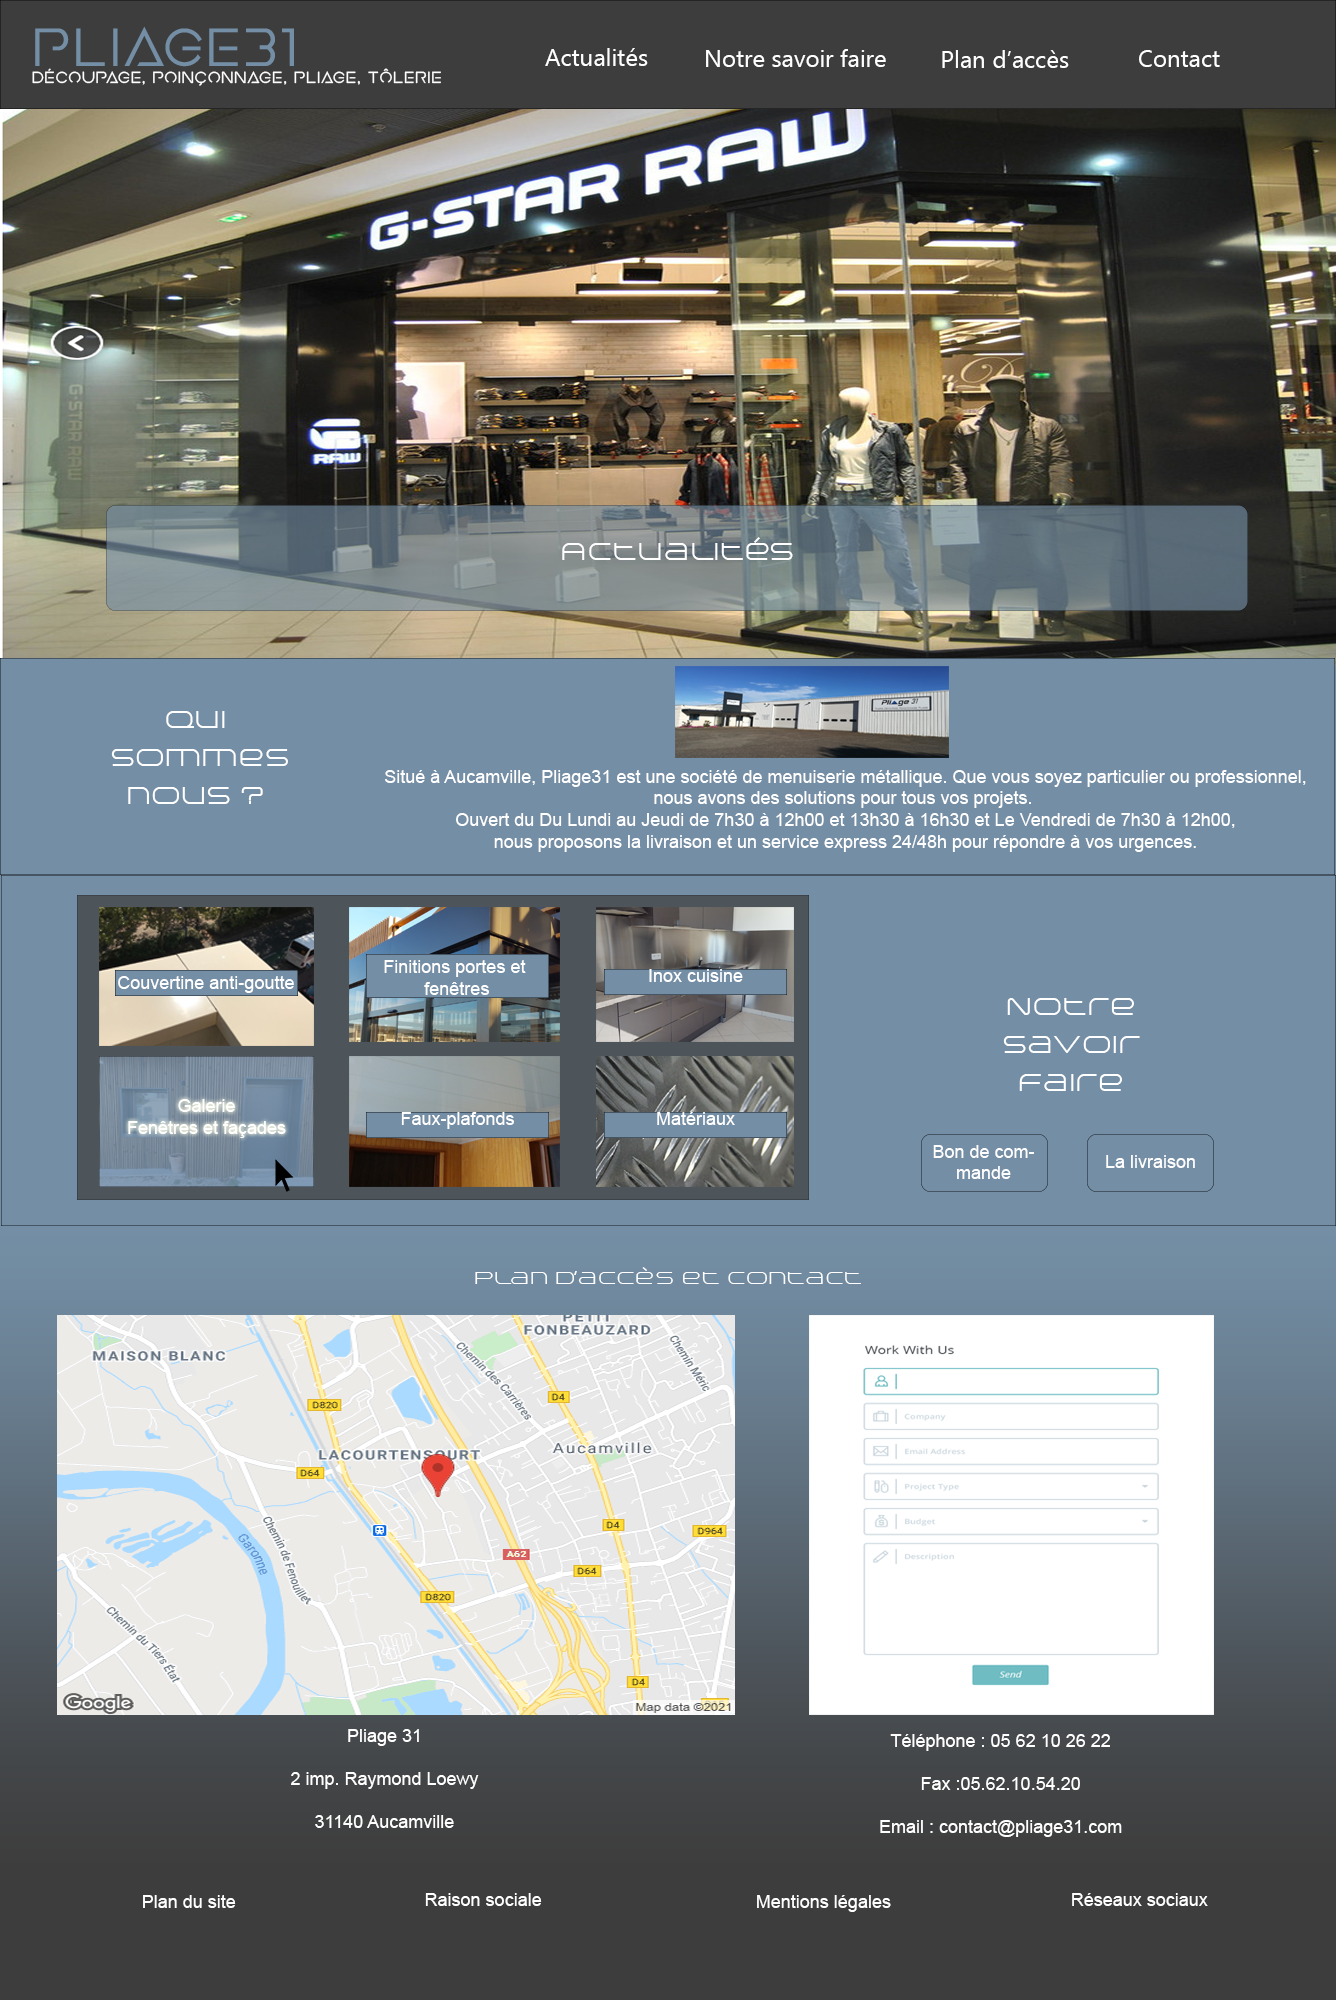 PLIAGE31
DÉCOUPAGE, POINÇONNAGE, PLIAGE, TÔLERIE
Actualités
Notre savoir faire
Plan d'accès
Contact
G-STAR RAW
G-STAR RAW
RAW
Actualités
QUI
SOMMES
NOUS ?
Pliage 31
Situé à Aucamville, Pliage31 est une société de menuiserie métallique. Que vous soyez particulier ou professionnel,
nous avons des solutions pour tous vos projets.
Ouvert du Du Lundi au Jeudi de 7h30 à 12h00 et 13h30 à 16h30 et Le Vendredi de 7h30 à 12h00,
nous proposons la livraison et un service express 24/48h pour répondre à vos urgences.
Couvertine anti-goutte
Finitions portes et
fenêtres
Inox cuisine
Galerie
Fenêtres et façades
Faux-plafonds
Matériaux
Notre
savoir
faire
Bon de com-
mande
La livraison
Plan d'accès et contact
PETIT
FONBEAUZARD
MAISON BLANC
Chemin des Carrières
Chemin Méric
D4
D820
LACOURTENSOURT
Aucamville
D64
D4
D964
A62
D64
D820
Garonne
Chemin de Fenouillet
Chemin du Tiers État
D4
D820
Google
Map data ©2021
Work With Us
Company
Email Address
Project Type
Budget
Description
Send
Pliage 31
2 imp. Raymond Loewy
31140 Aucamville
Téléphone : 05 62 10 26 22
Fax :05.62.10.54.20
Email : contact@pliage31.com
Plan du site
Raison sociale
Mentions légales
Réseaux sociaux